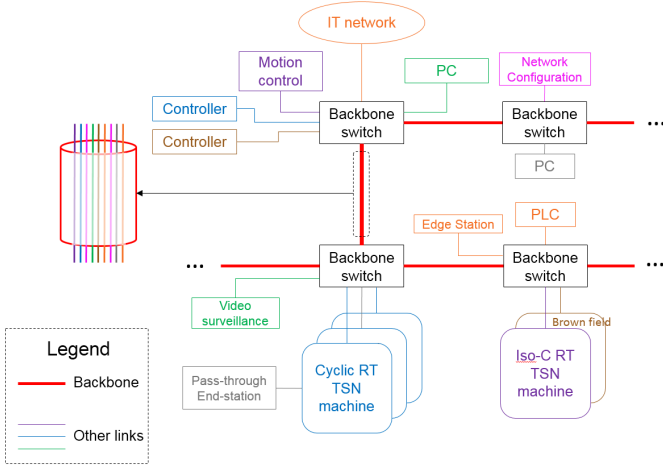 IT network
Motion
control
PC
Network
Configuration
Controller
Backbone
switch
Backbone
switch
...
Controller
PC
Edge Station
PLC
...
Backbone
switch
Backbone
switch
...
Video
surveillance
Brown field
Legend
Backbone
Other links
Pass-through
End-station
Cyclic RT
TSN
machine
Iso-C RT
TSN
machine